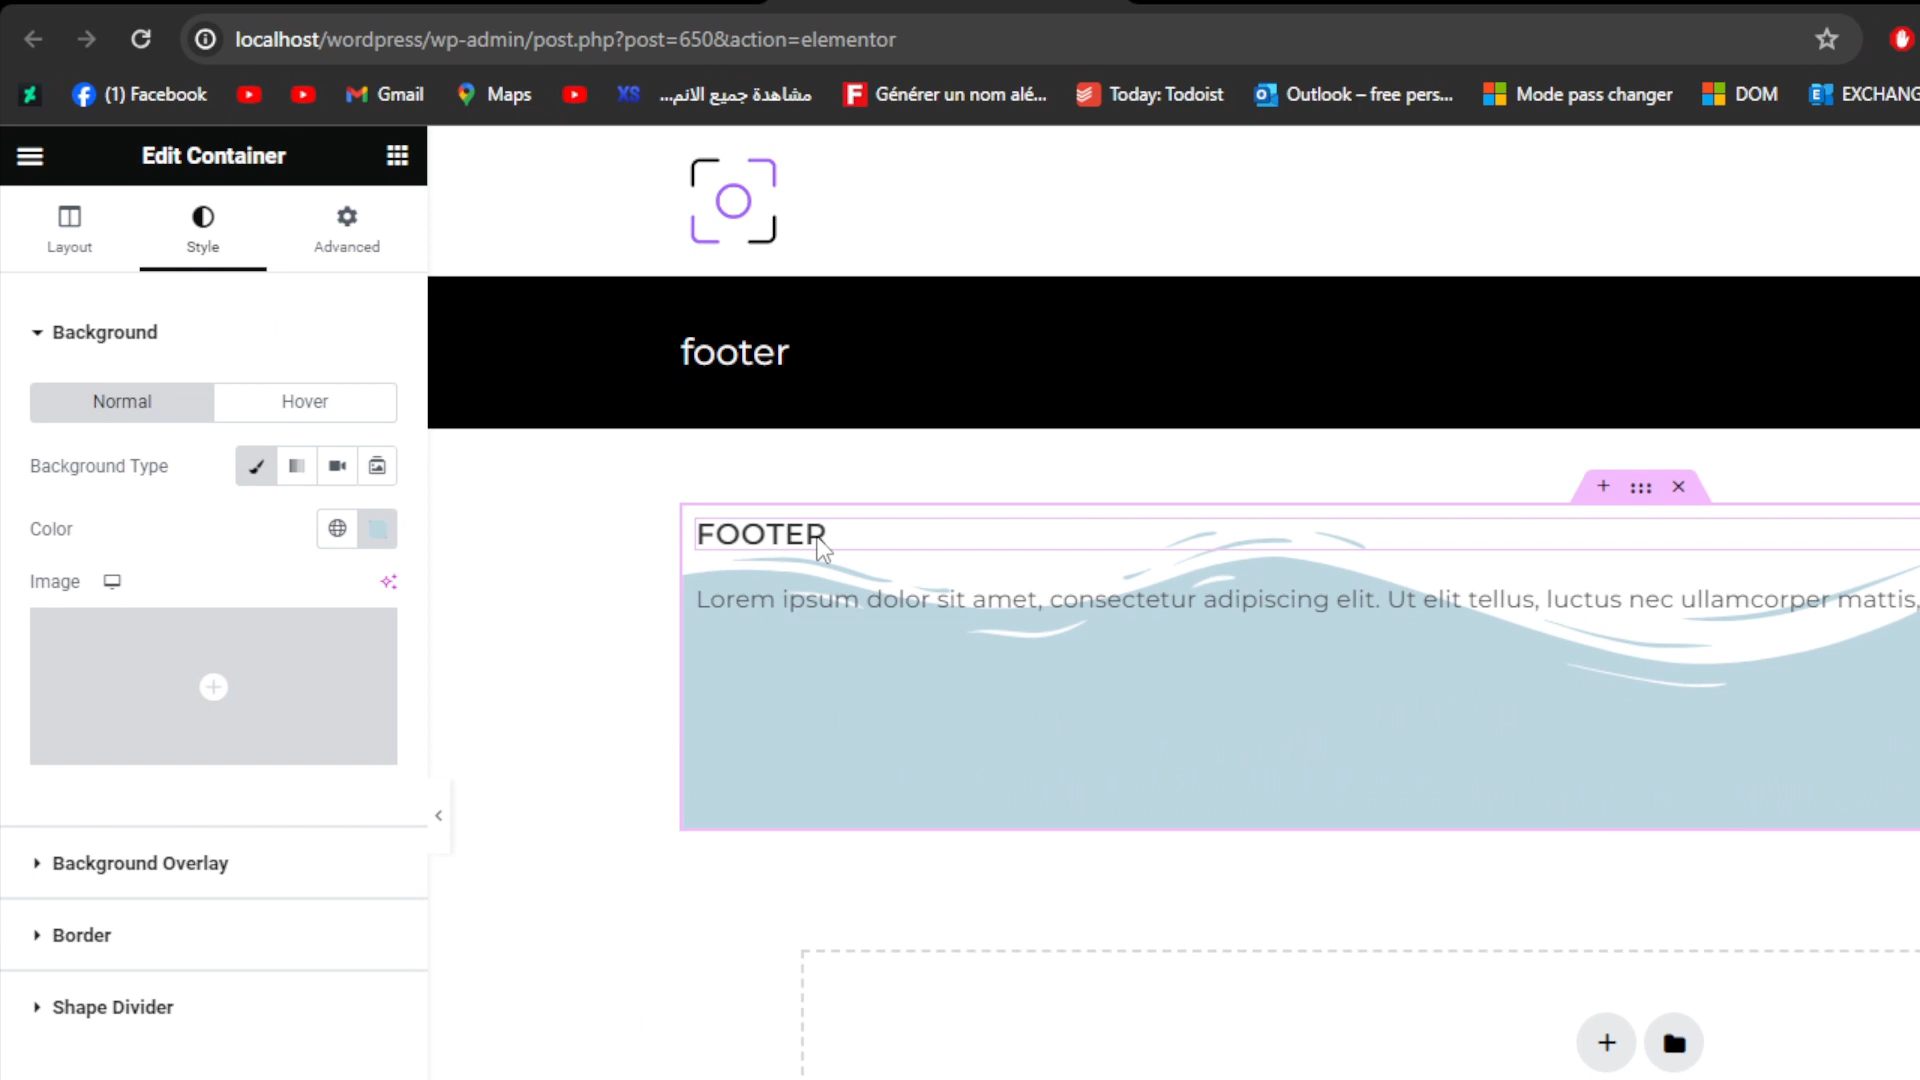 localhost/wordpress/wp-admin/post.php?post=650&action=elementor
(1) Facebook Gmail Maps XS مشاهدة جميع الانم... Générer un nom alé... Today: Todoist Outlook – free pers... Mode pass changer DOM EXCHANG
Edit Container
Layout Style Advanced
Background
Normal Hover
Background Type
Color
Image
Background Overlay
Border
Shape Divider
footer
FOOTER
Lorem ipsum dolor sit amet, consectetur adipiscing elit. Ut elit tellus, luctus nec ullamcorper mattis,